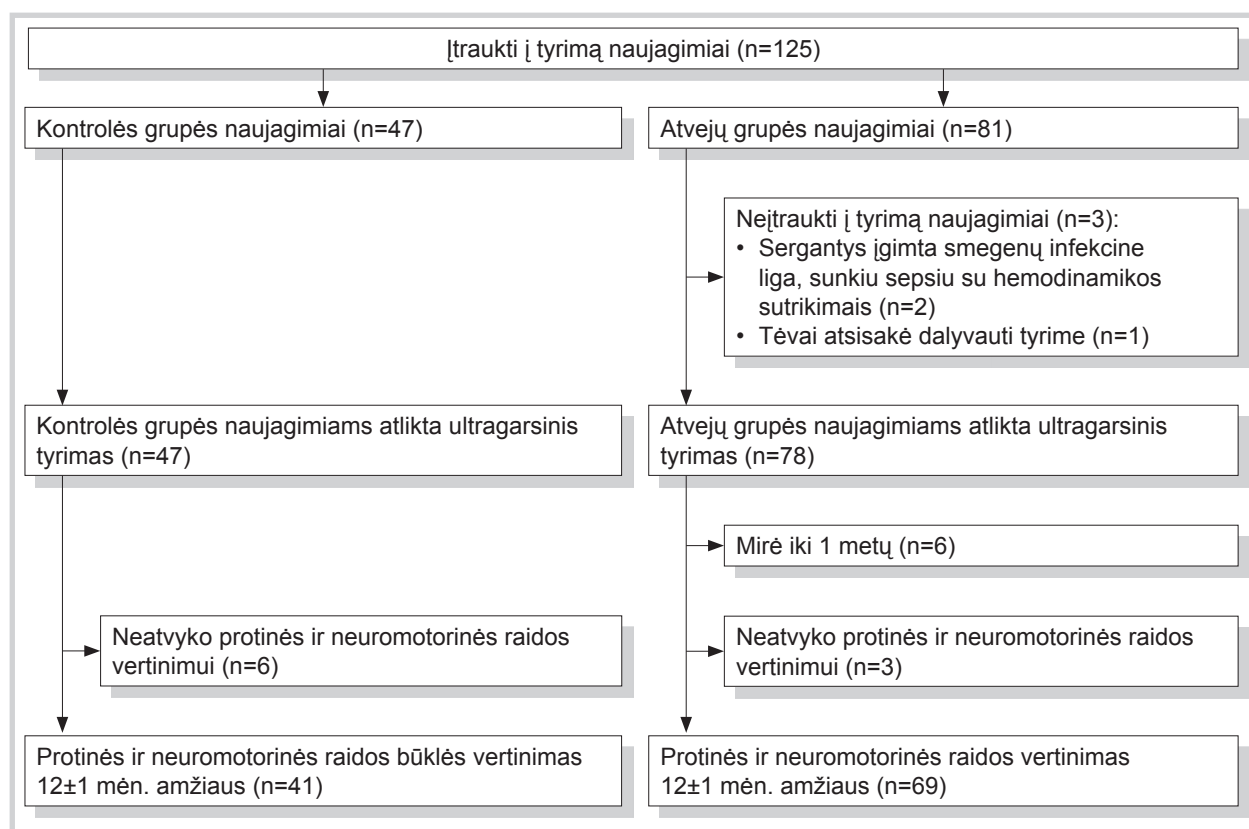 Įtraukti į tyrimą naujagimiai (n=125)
Kontrolės grupės naujagimiai (n=47)
Atvejų grupės naujagimiai (n=81)
Neįtraukti į tyrimą naujagimiai (n=3):
• Sergantys įgimta smegenų infekcine
liga, sunkiu sepsiu su hemodinamikos
sutrikimais (n=2)
• Tėvai atsisakė dalyvauti tyrime (n=1)
Kontrolės grupės naujagimiams atlikta ultragarsinis
tyrimas (n=47)
Atvejų grupės naujagimiams atlikta ultragarsinis
tyrimas (n=78)
Mirė iki 1 metų (n=6)
Neatvyko protinės ir neuromotorinės raidos
vertinimui (n=6)
Neatvyko protinės ir neuromotorinės raidos
vertinimui (n=3)
Protinės ir neuromotorinės raidos būklės vertinimas
12±1 mėn. amžiaus (n=41)
Protinės ir neuromotorinės raidos vertinimas
12±1 mėn. amžiaus (n=69)